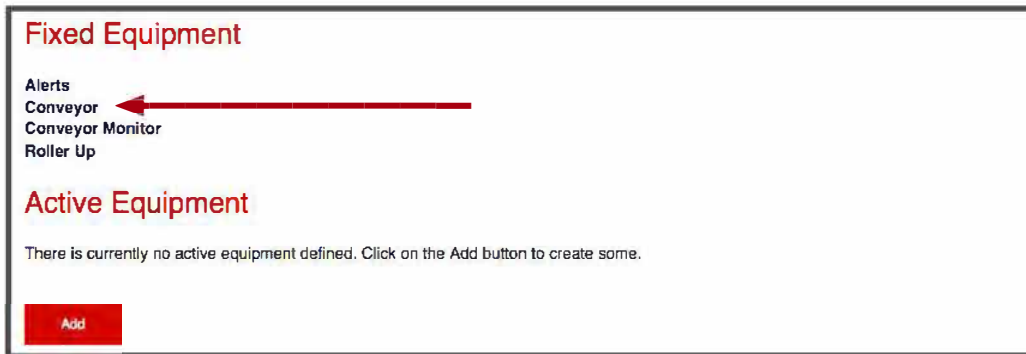 Fixed Equipment
Alerts
Conveyor
Conveyor Monitor
Roller Up
Active Equipment
There is currently no active equipment defined. Click on the Add button to create some.
Add